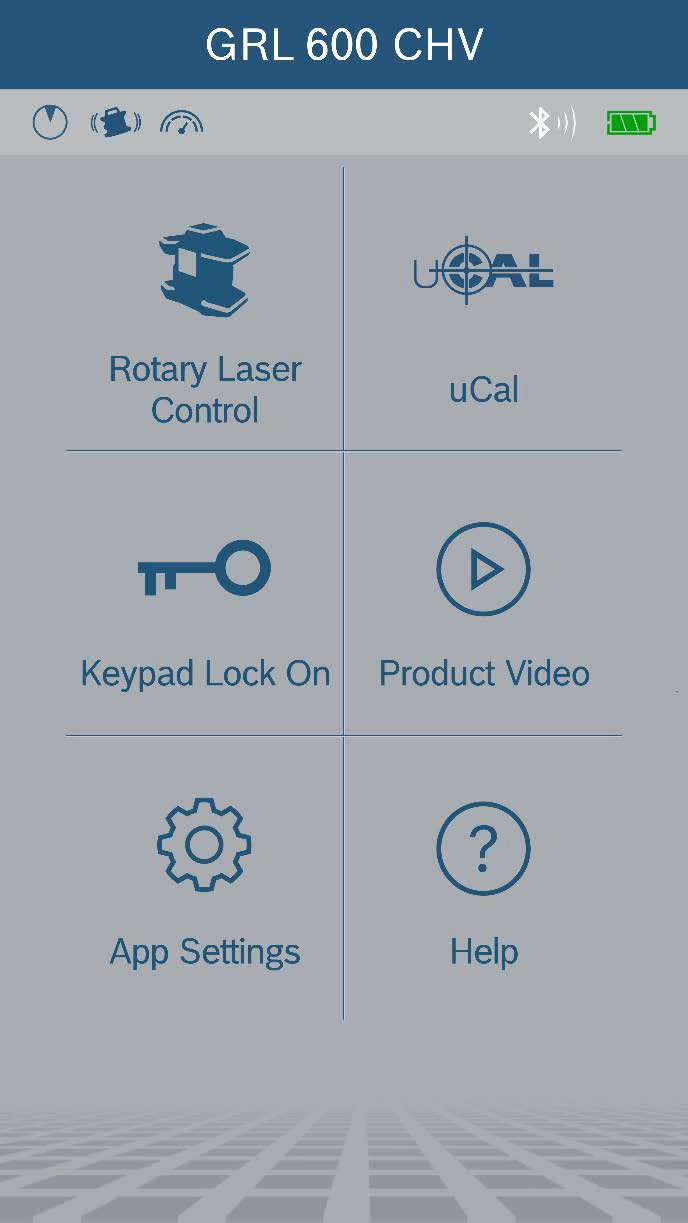 GRL 600 CHV
uCAL
Rotary Laser
Control
uCal
Keypad Lock On
Product Video
App Settings
?
Help